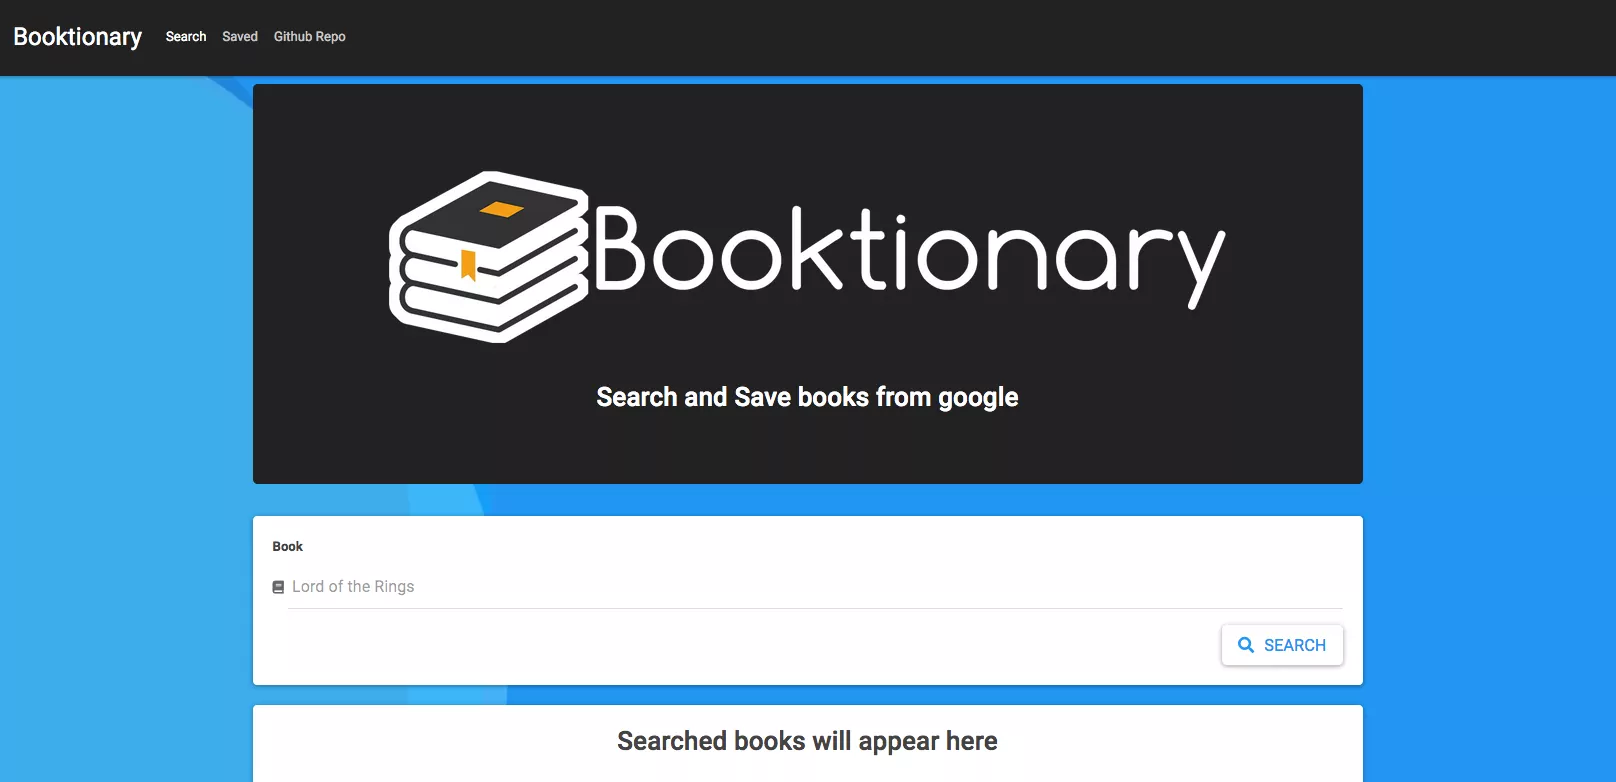 Booktionary Search Saved Github Repo
Booktionary
Search and Save books from google
Book
Lord of the Rings
SEARCH
Searched books will appear here